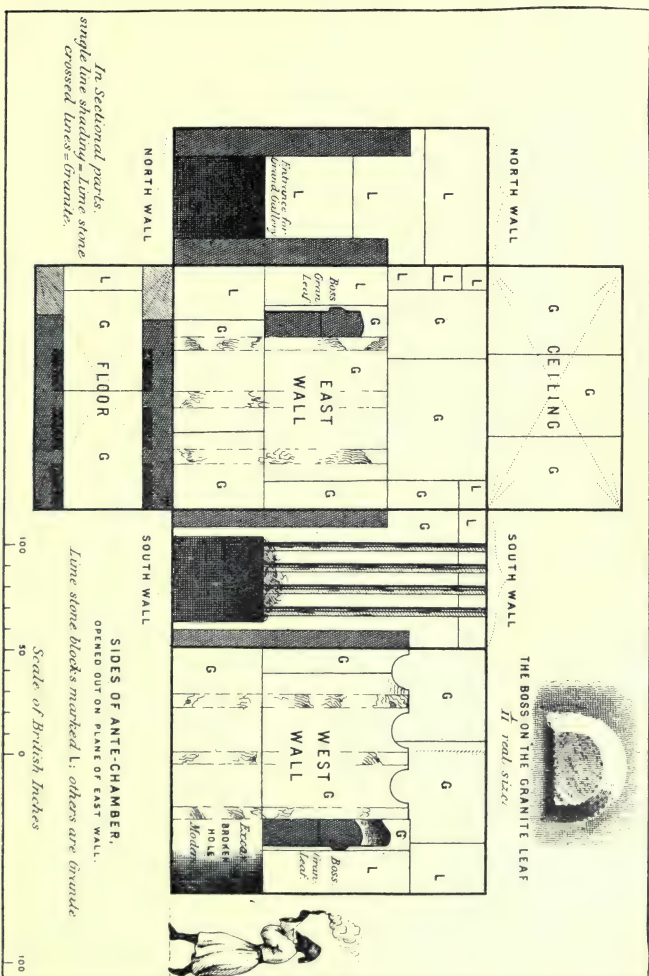 THE BOSS ON THE GRANITE LEAF
real size
NORTH WALL
SOUTH WALL
G
CEILING
G
G
L
L
L
L
Entrance for
Grand Gallery
L
L
L
G
G
L
L
G
L
Boss
Gran
Leaf
G
G
EAST
WALL
G
G
L
G
G
G
G
G
G
WEST
WALL
G
G
L
Boss
Gran
Leaf
L
G
BROKEN
HOLE
Modern
L
G
FLOOR
G
NORTH WALL
SOUTH WALL
In Sectional parts.
single line shading = Lime stone
crossed lines = Granite.
SIDES OF ANTE-CHAMBER,
OPENED OUT ON PLANE OF EAST WALL.
Lime stone blocks marked L; others are Granite
Scale of British Inches
100
50
0
100